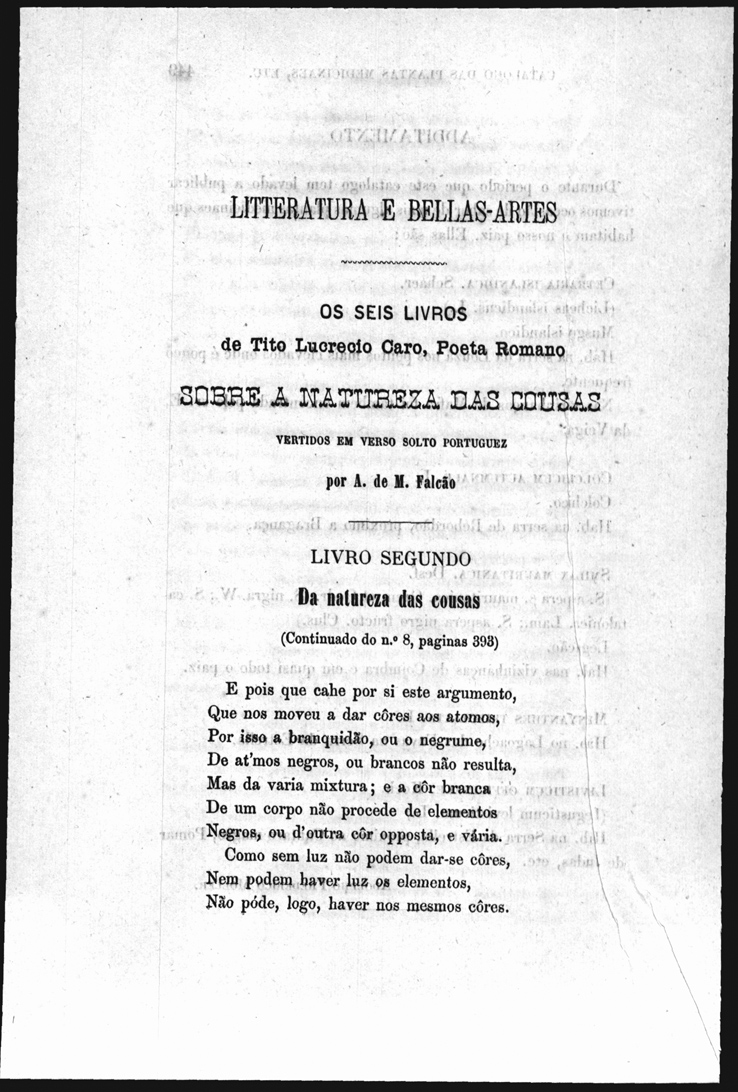 LITTERATURA E BELLAS-ARTES
OS SEIS LIVROS
de Tito Lucrecio Caro, Poeta Romano
SOBRE A NATUREZA DAS COUSAS
VERTIDOS EM VERSO SOLTO PORTUGUEZ
por A. de M. Falcão
LIVRO SEGUNDO
Da natureza das cousas
(Continuado do n.º 8, paginas 393)
E pois que cahe por si este argumento,
Que nos moveu a dar côres aos atomos,
Por isso a branquidão, ou o negrume,
De at'mos negros, ou brancos não resulta,
Mas da varia mixtura; e a côr branca
De um corpo não procede de elementos
Negros, ou d'outra côr opposta, e vária.
Como sem luz não podem dar-se côres,
Nem podem haver luz os elementos,
Não póde, logo, haver nos mesmos côres.